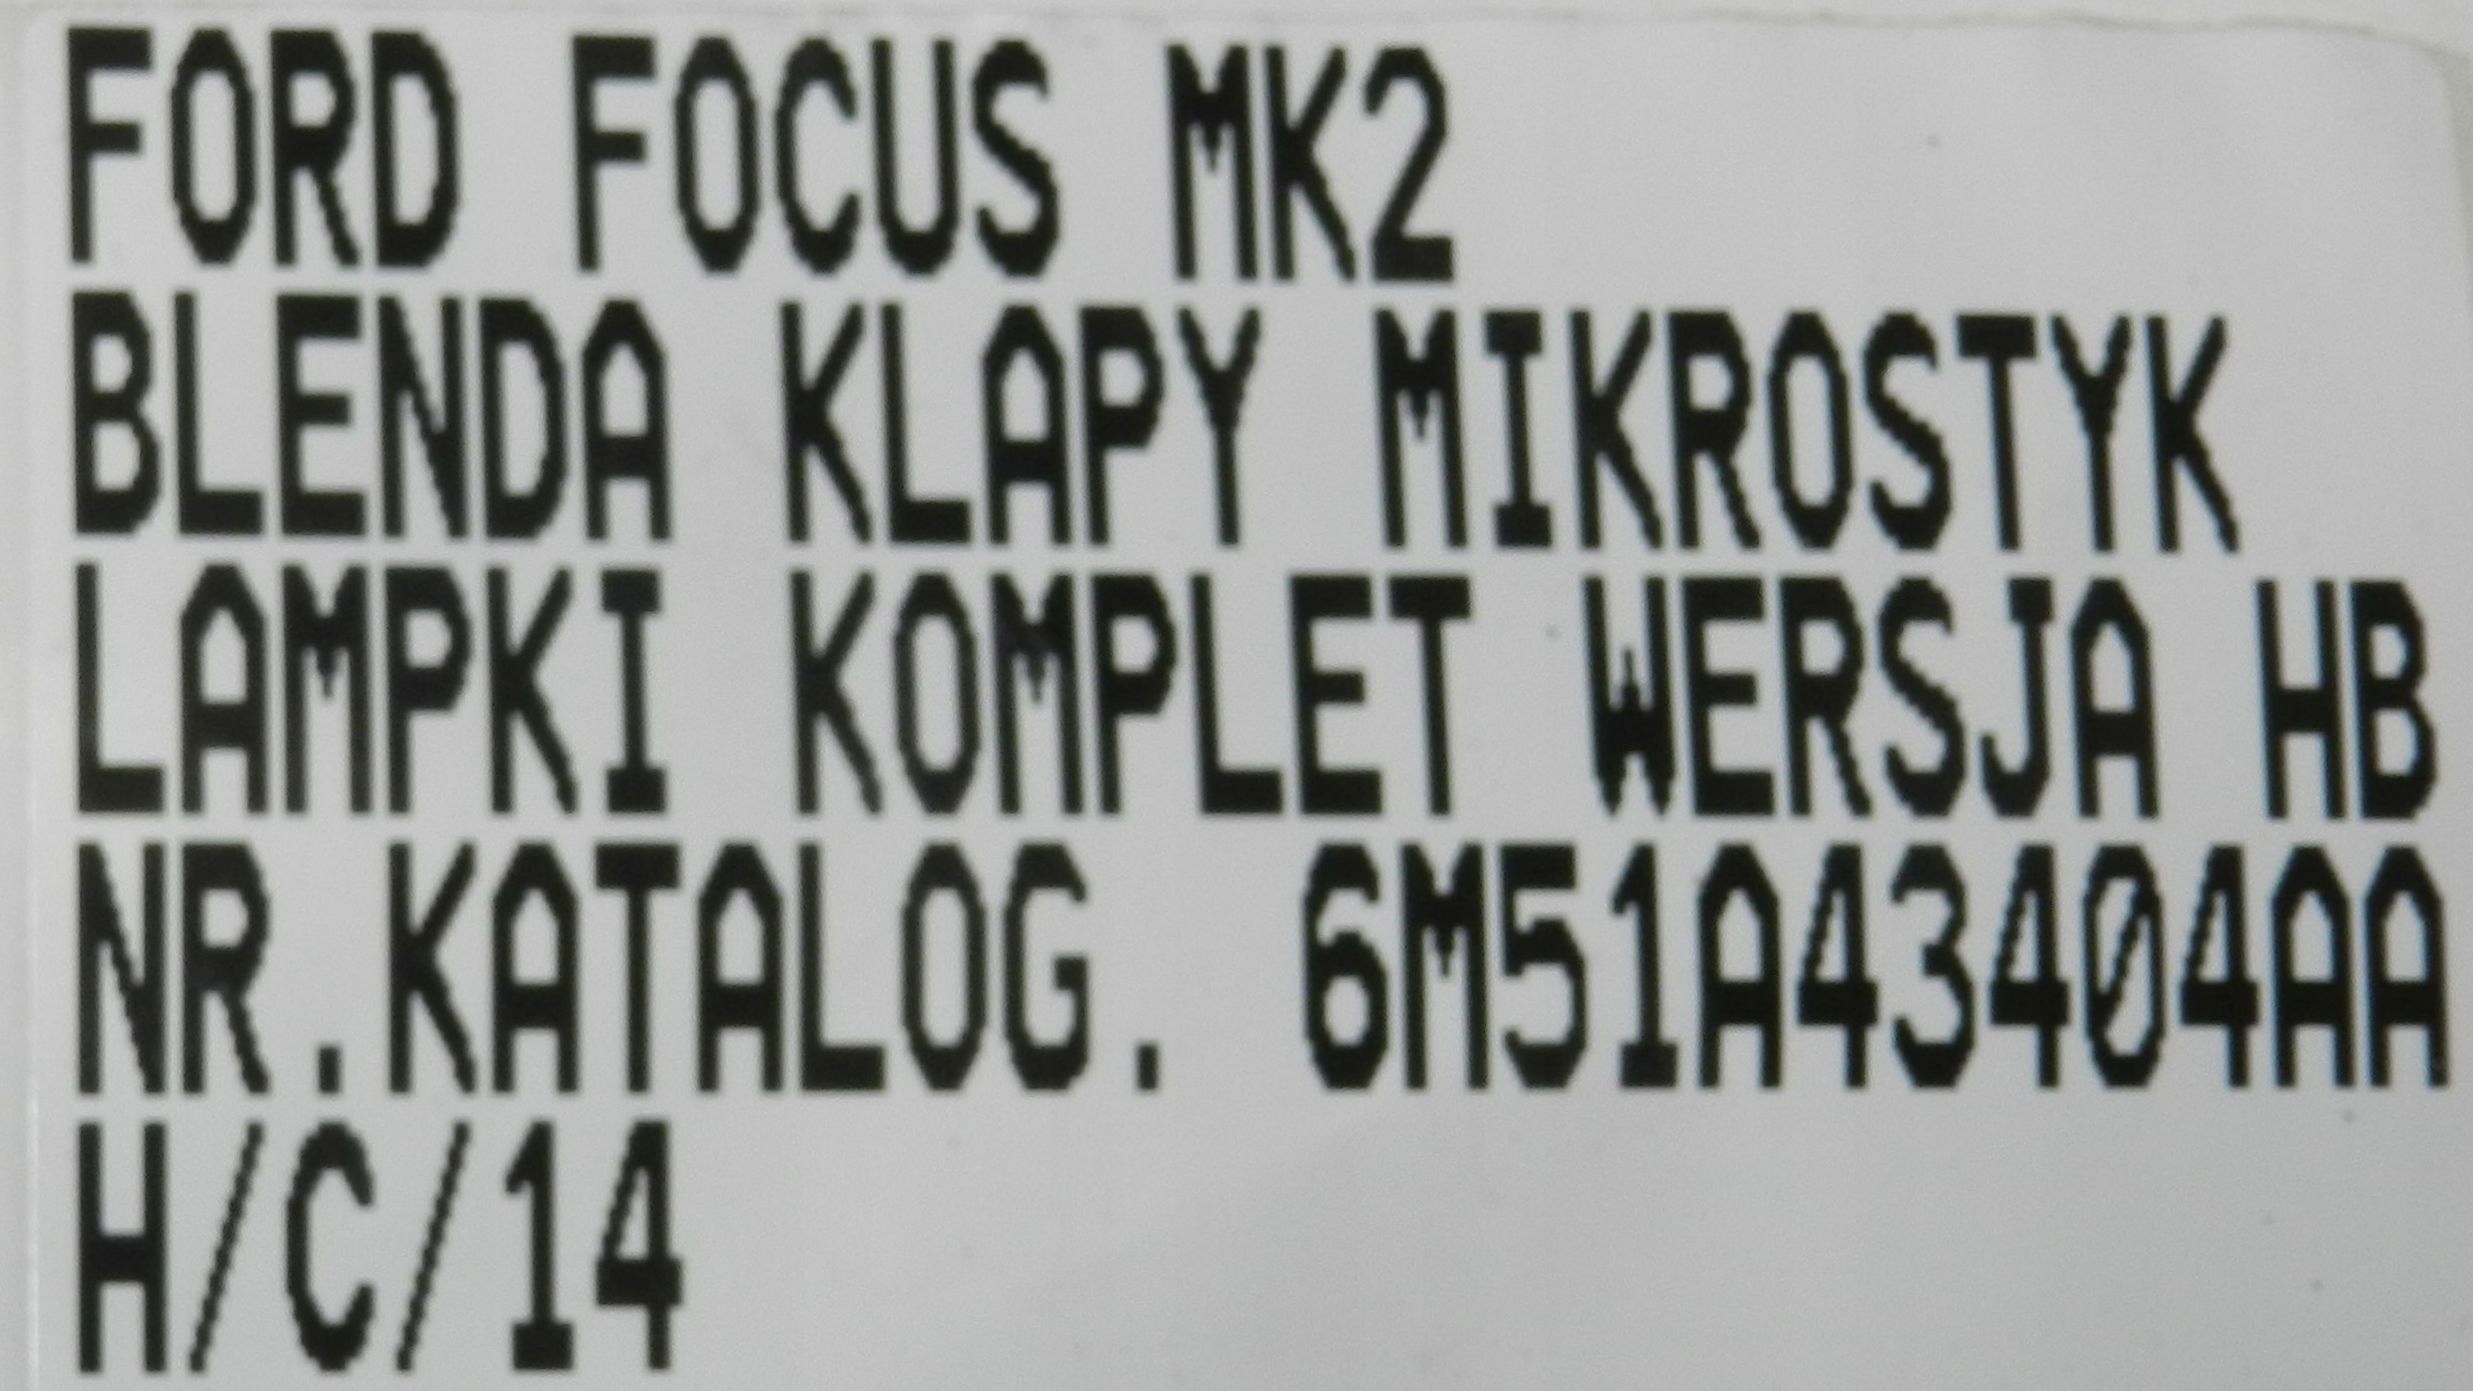 FORD FOCUS MK2
BLENDA KLAPY MIKROSTYK
LAMPKI KOMPLET WERSJA HB
NR.KATALOG. 6M51A43404AA
H/C/14